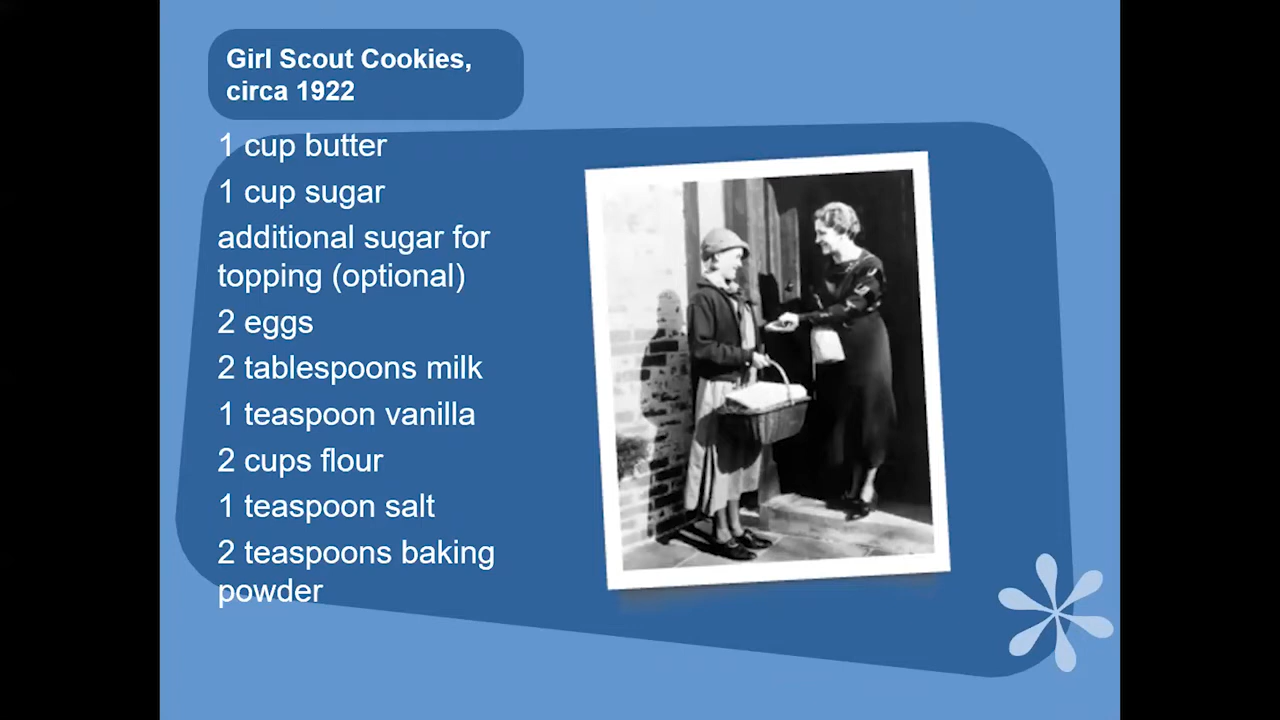 Girl Scout Cookies,
circa 1922
1 cup butter
1 cup sugar
additional sugar for
topping (optional)
2 eggs
2 tablespoons milk
1 teaspoon vanilla
2 cups flour
1 teaspoon salt
2 teaspoons baking
powder